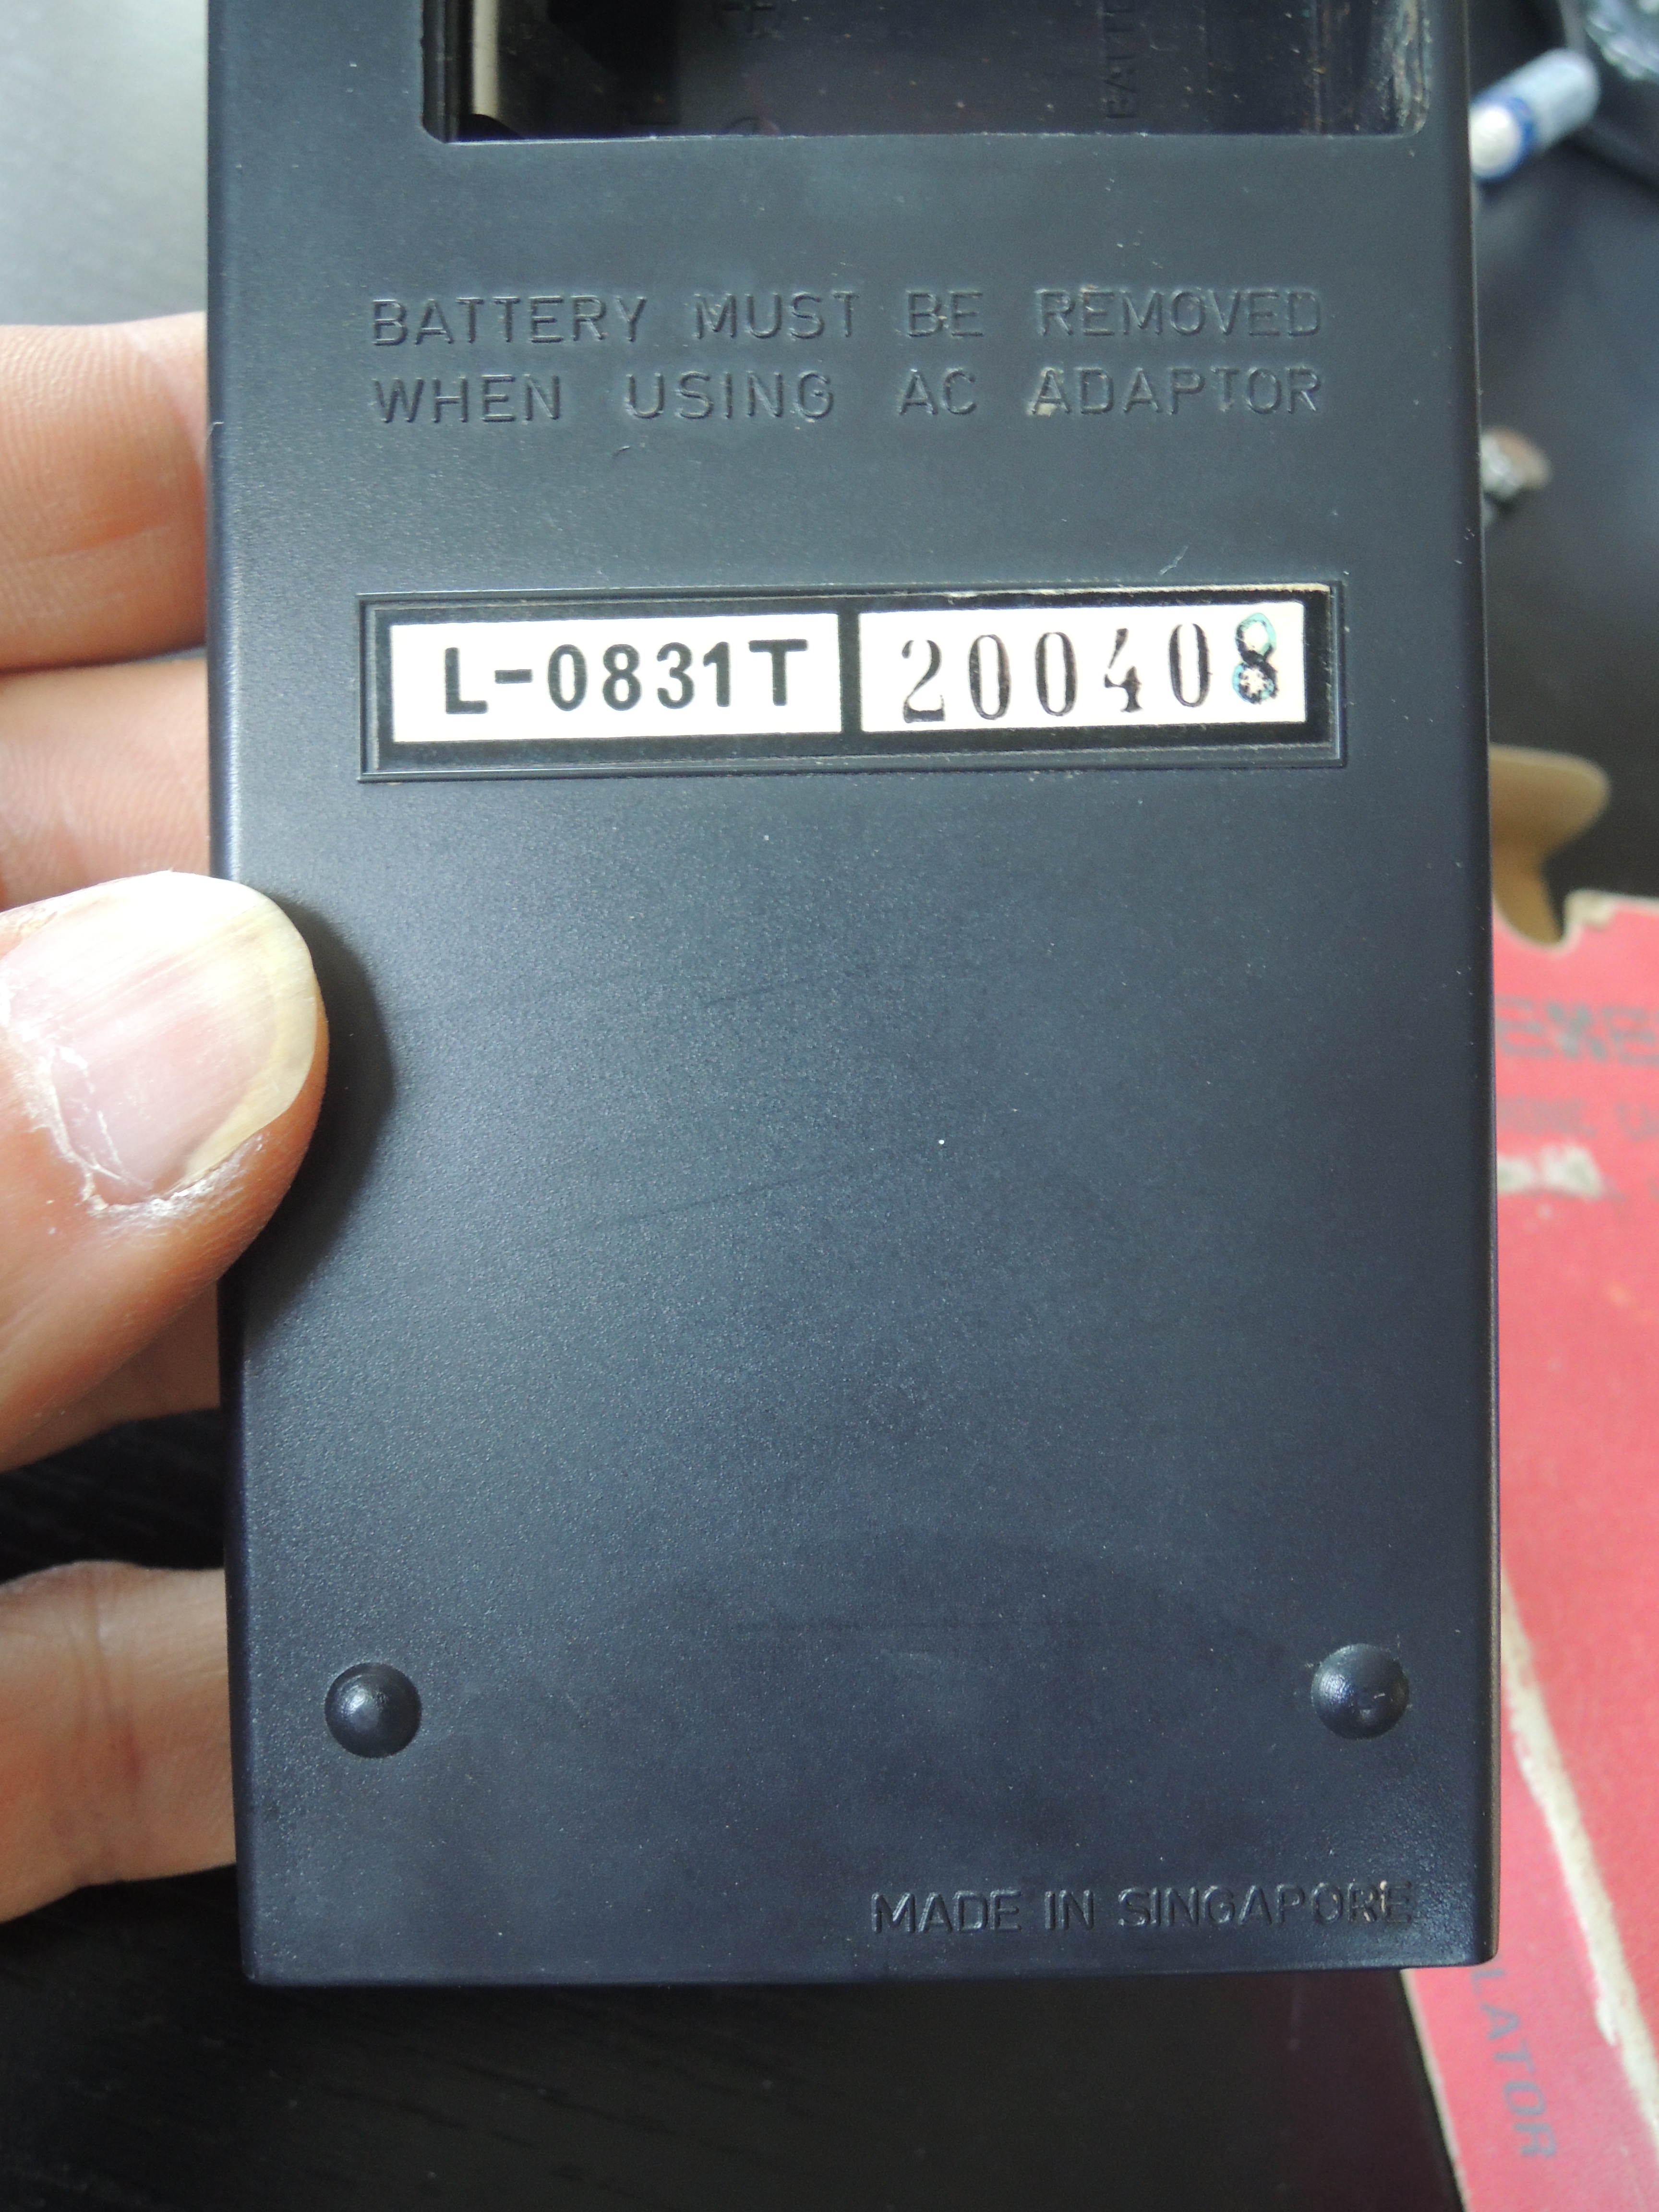 BATTERY MUST BE REMOVED
WHEN USING AC ADAPTOR
L-0831T 200408
MADE IN SINGAPORE